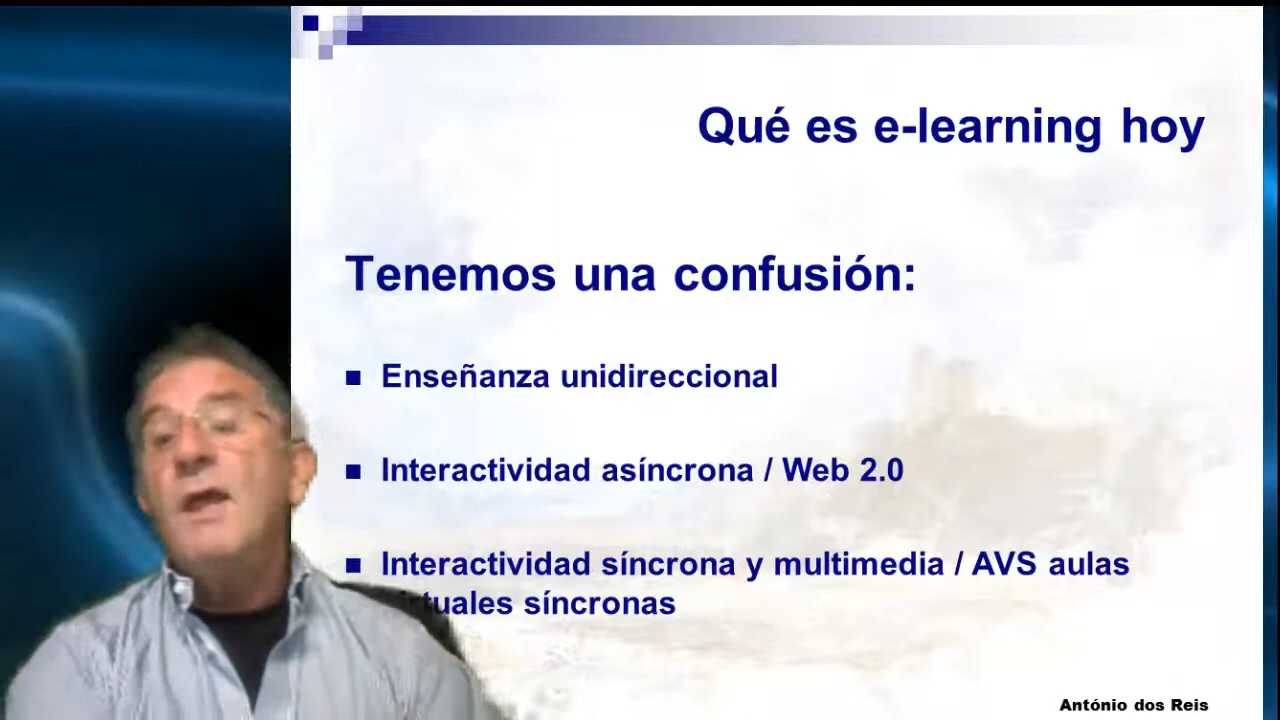 Qué es e-learning hoy
Tenemos una confusión:
Enseñanza unidireccional
Interactividad asíncrona / Web 2.0
Interactividad síncrona y multimedia / AVS aulas
síncronas
António dos Reis